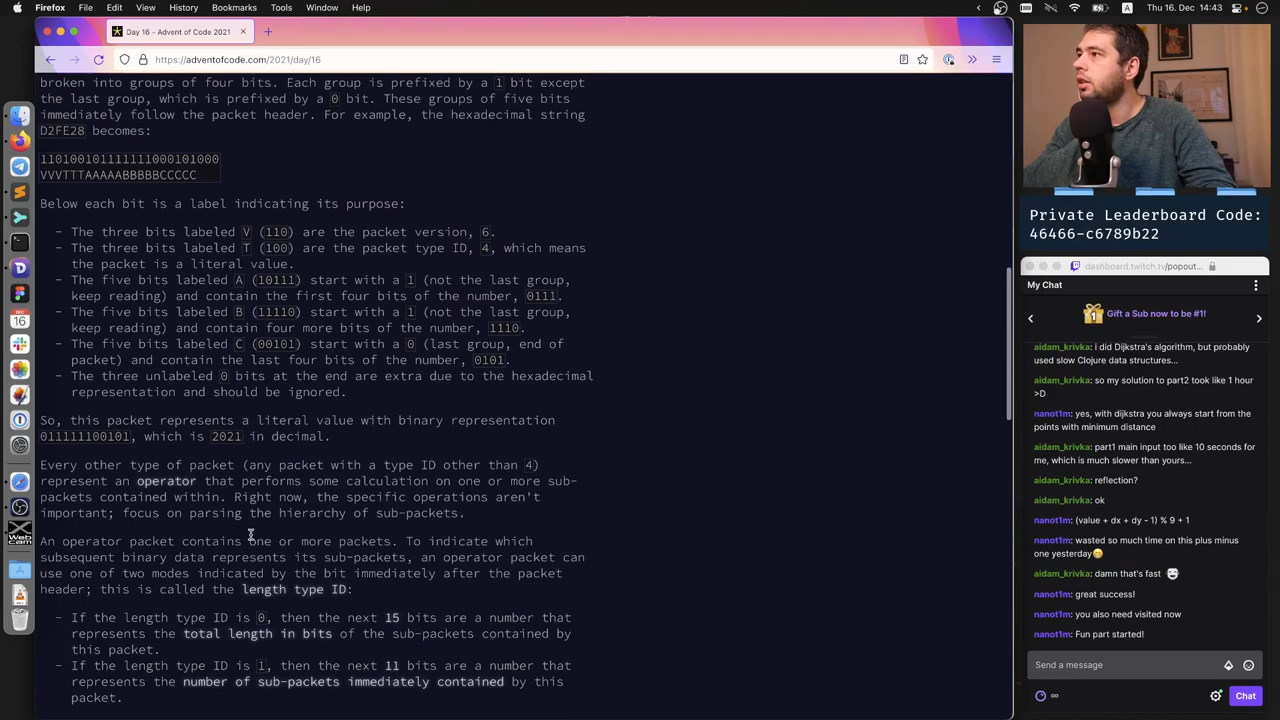 Firefox File Edit View History Bookmarks Tools Window Help
Thu 16. Dec 14:43
Day 16 - Advent of Code 2021
https://adventofcode.com/2021/day/16
broken into groups of four bits. Each group is prefixed by a 1 bit except
the last group, which is prefixed by a 0 bit. These groups of five bits
immediately follow the packet header. For example, the hexadecimal string
D2FE28 becomes:
110100101111111000101000
VVVTTTAAAAABBBBBCCCCC
Below each bit is a label indicating its purpose:
- The three bits labeled V (110) are the packet version, 6.
- The three bits labeled T (100) are the packet type ID, 4, which means
the packet is a literal value.
- The five bits labeled A (10111) start with a 1 (not the last group,
keep reading) and contain the first four bits of the number, 0111.
- The five bits labeled B (11110) start with a 1 (not the last group,
keep reading) and contain four more bits of the number, 1110.
- The five bits labeled C (00101) start with a 0 (last group, end of
packet) and contain the last four bits of the number, 0101.
- The three unlabeled 0 bits at the end are extra due to the hexadecimal
representation and should be ignored.
So, this packet represents a literal value with binary representation
011111100101, which is 2021 in decimal.
Every other type of packet (any packet with a type ID other than 4)
represent an operator that performs some calculation on one or more sub-
packets contained within. Right now, the specific operations aren't
important; focus on parsing the hierarchy of sub-packets.
An operator packet contains one or more packets. To indicate which
subsequent binary data represents its sub-packets, an operator packet can
use one of two modes indicated by the bit immediately after the packet
header; this is called the length type ID:
- If the length type ID is 0, then the next 15 bits are a number that
represents the total length in bits of the sub-packets contained by
this packet.
- If the length type ID is 1, then the next 11 bits are a number that
represents the number of sub-packets immediately contained by this
packet.
DEC
16
Web
Cam
Private Leaderboard Code:
46466-c6789b22
dashboard.twitch.tv/popout...
My Chat
1
Gift a Sub now to be #1!
aidam_krivka: i did Dijkstra's algorithm, but probably
used slow Clojure data structures...
aidam_krivka: so my solution to part2 took like 1 hour
>D
nanot1m: yes, with dijkstra you always start from the
points with minimum distance
aidam_krivka: part1 main input too like 10 seconds for
me, which is much slower than yours...
aidam_krivka: reflection?
aidam_krivka: ok
nanot1m: (value + dx + dy - 1) % 9 + 1
nanot1m: wasted so much time on this plus minus
one yesterday😁
aidam_krivka: damn that's fast
nanot1m: great success!
nanot1m: you also need visited now
nanot1m: Fun part started!
Send a message
∞
Chat